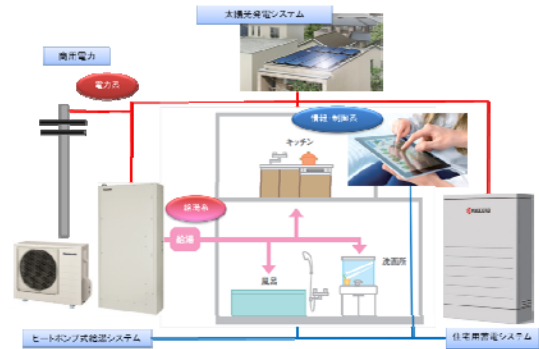 太陽光発電システム
商用電力
電力系
情報・制御系
キッチン
給湯系
給湯
風呂
洗面所
KYOCERA
ヒートポンプ式給湯システム
住宅用蓄電システム